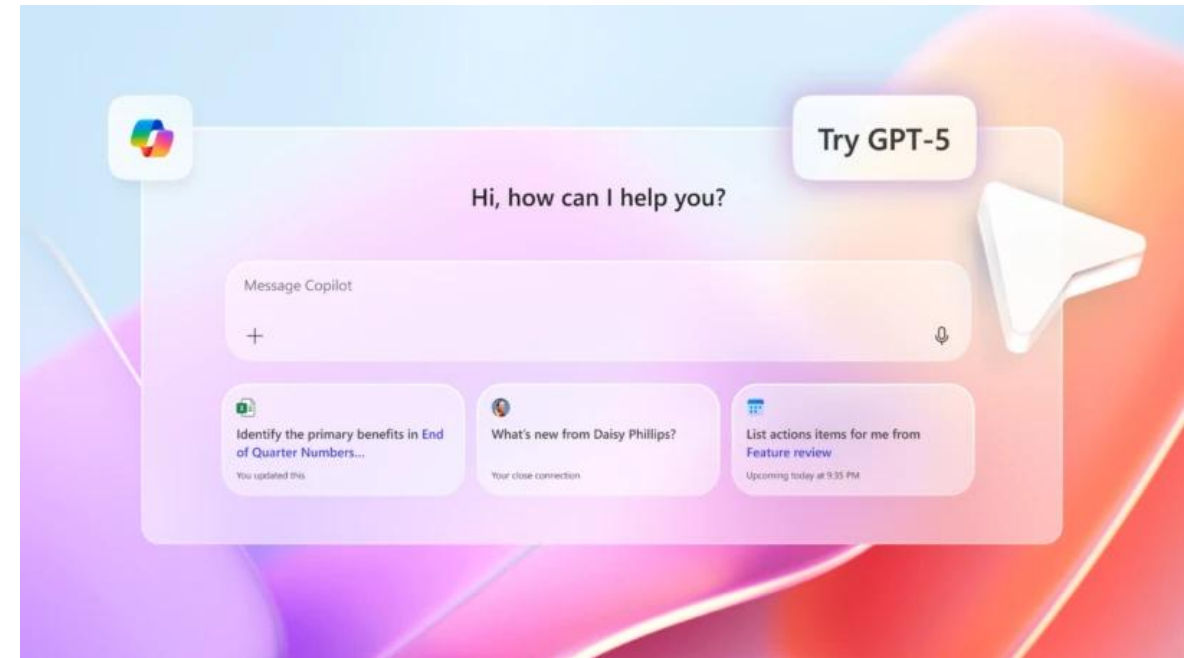 Try GPT-5
Hi, how can I help you?
Message Copilot
Identify the primary benefits in End
of Quarter Numbers...
You updated this
What's new from Daisy Phillips?
Your close connection
List actions items for me from
Feature review
Upcoming today at 9:35 PM